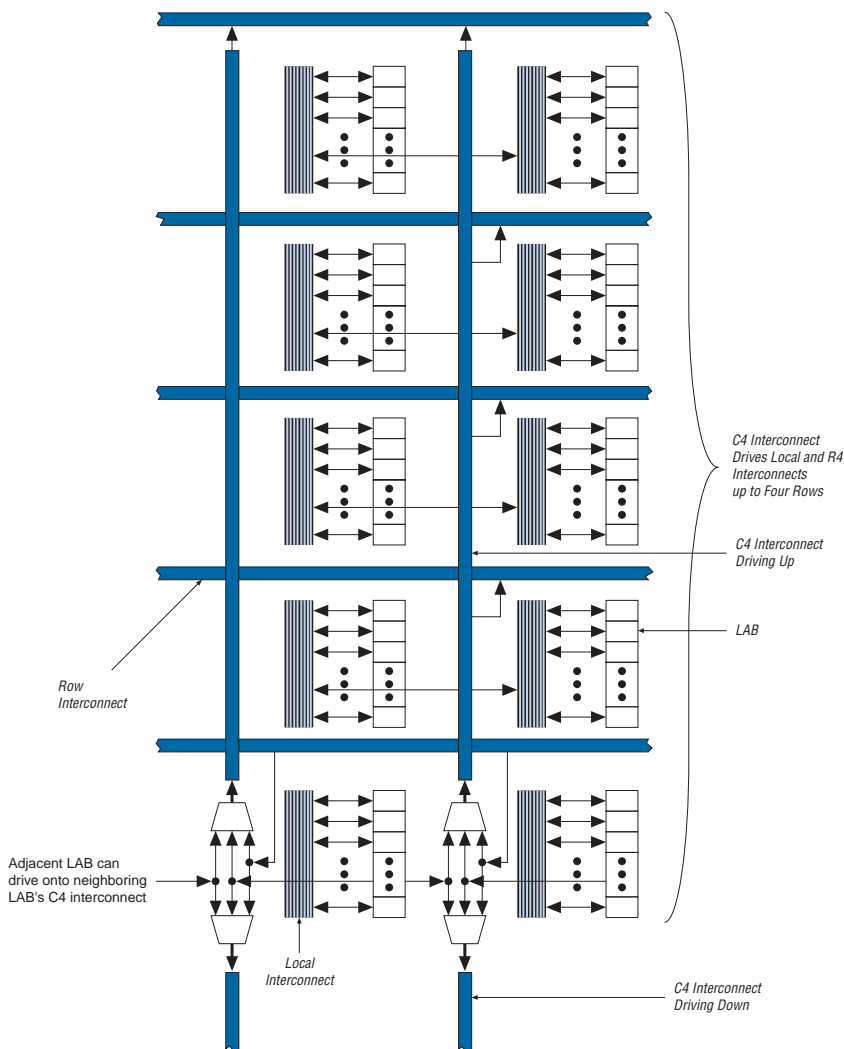 C4 Interconnect
Drives Local and R4
Interconnects
up to Four Rows
C4 Interconnect
Driving Up
LAB
Row
Interconnect
Adjacent LAB can
drive onto neighboring
LAB's C4 interconnect
Local
Interconnect
C4 Interconnect
Driving Down